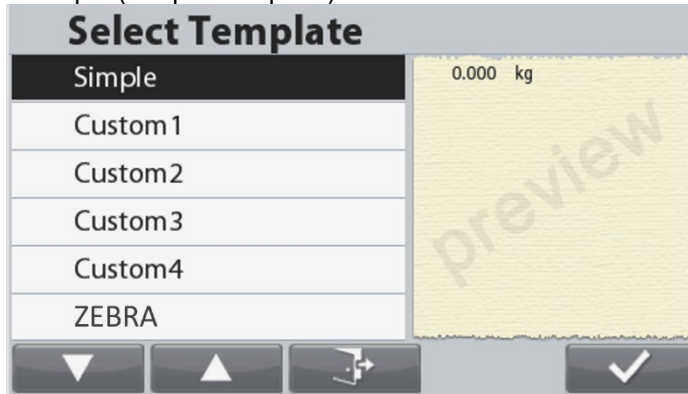 Select Template
Simple
0.000 kg
Custom1
Custom2
Custom3
Custom4
ZEBRA
preview